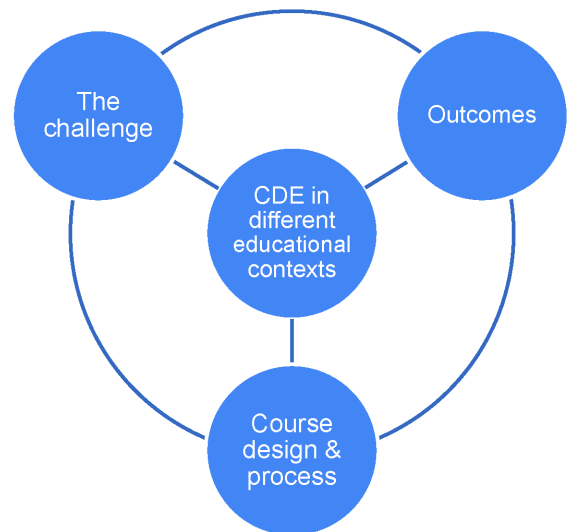 The
challenge
Outcomes
CDE in
different
educational
contexts
Course
design &
process